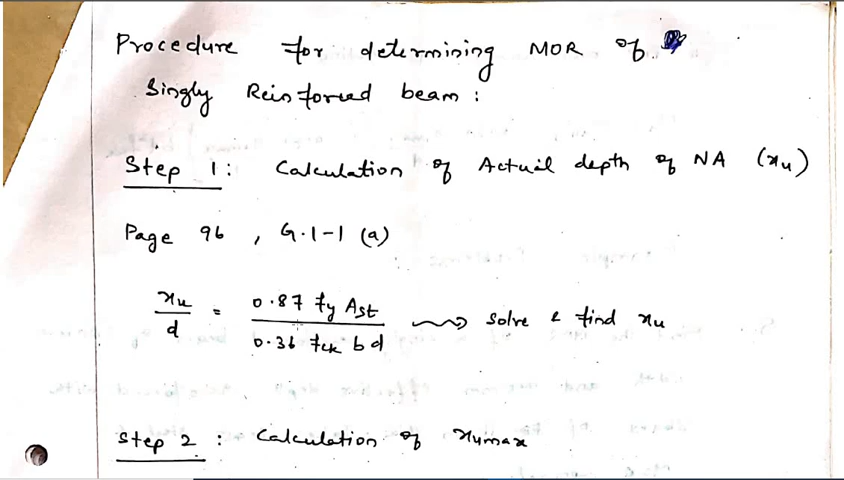 Procedure for determining MOR of
Singly Reinforced beam :
Step 1 : Calculation of Actual depth of NA (xu)
Page 96 , G.1-1 (a)
xu/d = 0.87 fy Ast / 0.36 fck b d ⟿ solve & find xu
Step 2 : Calculation of xumax